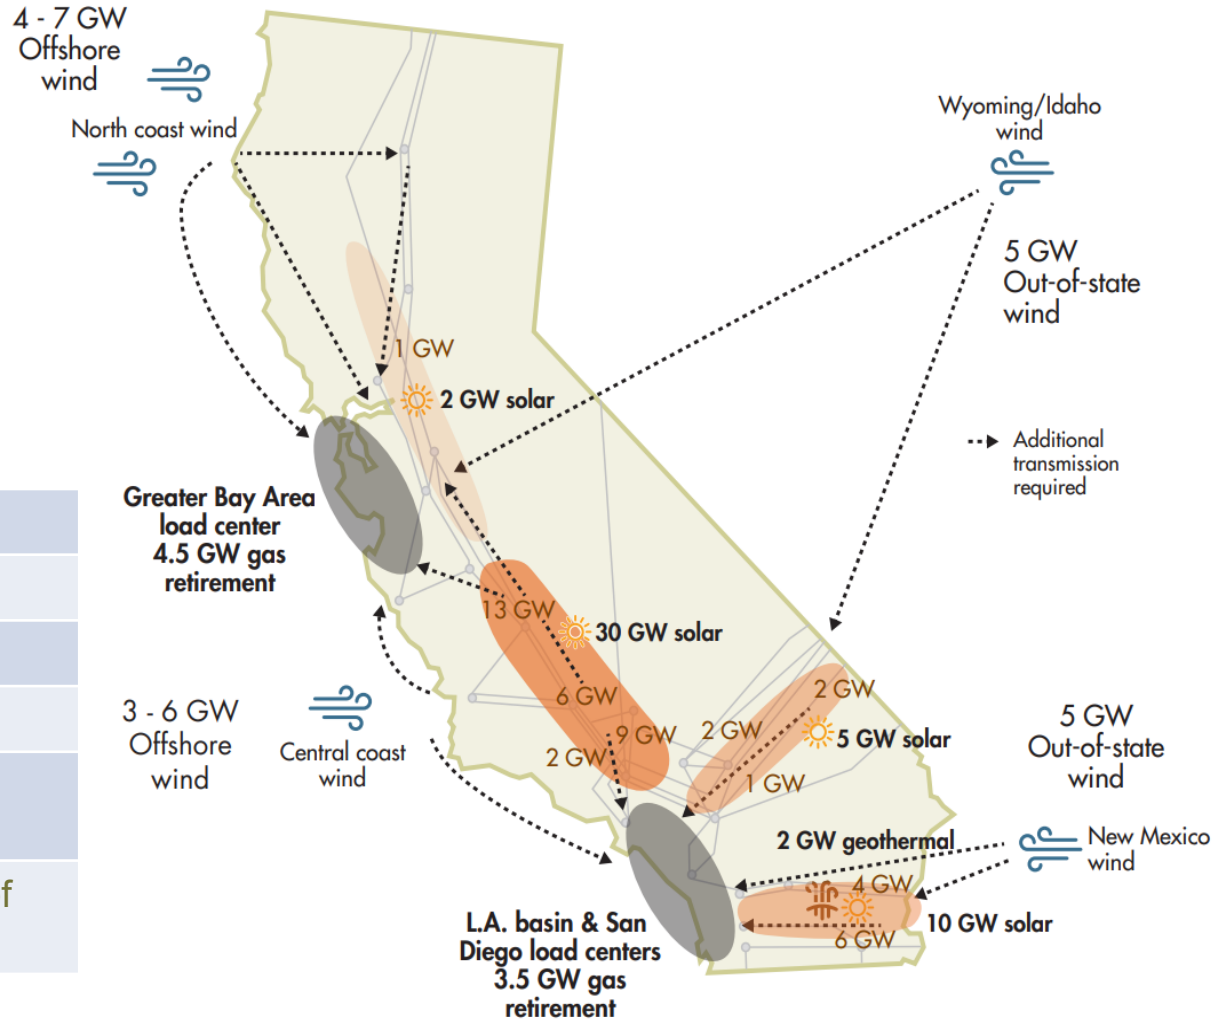 4 - 7 GW
Offshore
wind
North coast wind
Wyoming/Idaho
wind
5 GW
Out-of-state
wind
1 GW
2 GW solar
Additional
transmission
required
Greater Bay Area
load center
4.5 GW gas
retirement
13 GW
30 GW solar
6 GW
9 GW
2 GW
2 GW
2 GW
5 GW solar
1 GW
3 - 6 GW
Offshore
wind
Central coast
wind
5 GW
Out-of-state
wind
2 GW geothermal
New Mexico
wind
4 GW
10 GW solar
6 GW
f
L.A. basin & San
Diego load centers
3.5 GW gas
retirement